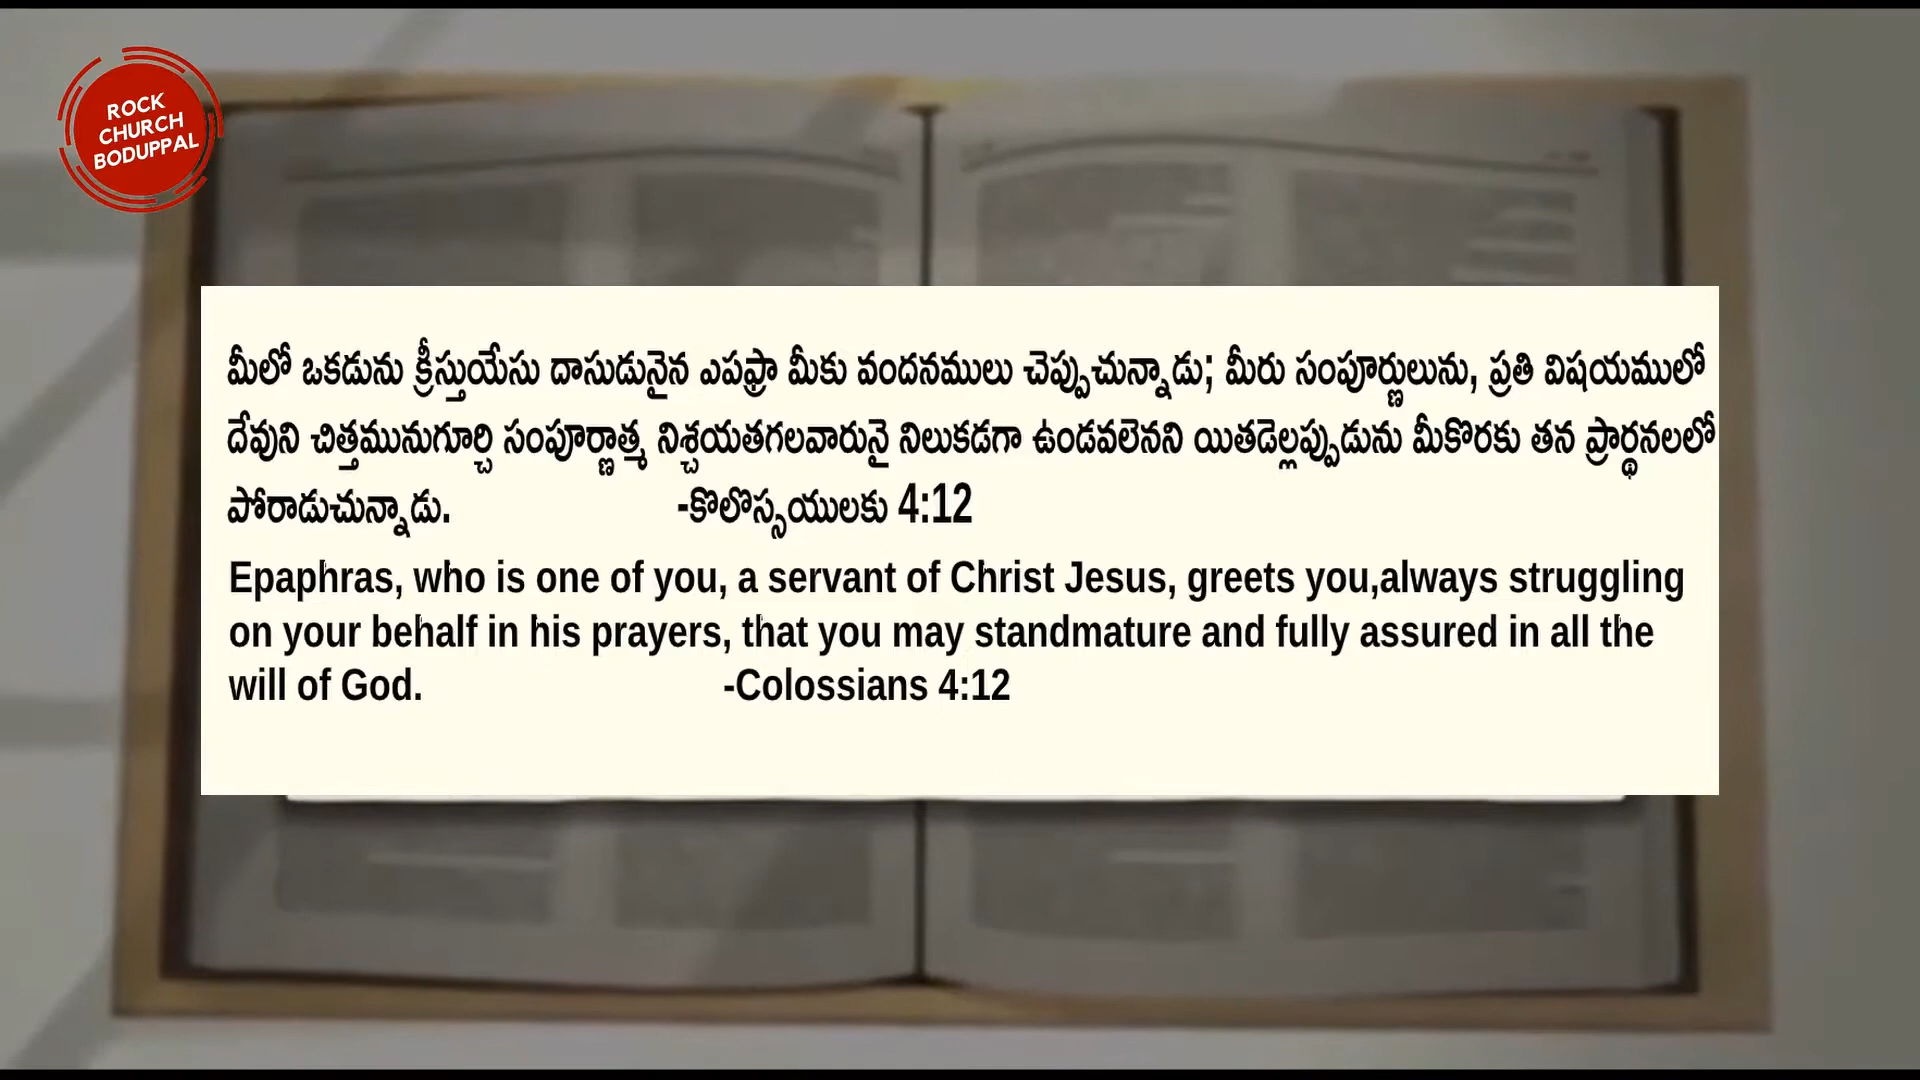 ROCK
CHURCH
BODUPPAL
మీలో ఒకడును క్రీస్తుయేసు దాసుడునైన ఎపఫ్రా మీకు వందనములు చెప్పుచున్నాడు; మీరు సంపూర్ణులును, ప్రతి విషయములో
దేవుని చిత్తమునుగూర్చి సంపూర్ణాత్మ నిశ్చయతగలవారునై నిలుకడగా ఉండవలెనని యితడెల్లప్పుడును మీకొరకు తన ప్రార్థనలలో
పోరాడుచున్నాడు. -కొలొస్సయులకు 4:12
Epaphras, who is one of you, a servant of Christ Jesus, greets you,always struggling
on your behalf in his prayers, that you may standmature and fully assured in all the
will of God. -Colossians 4:12